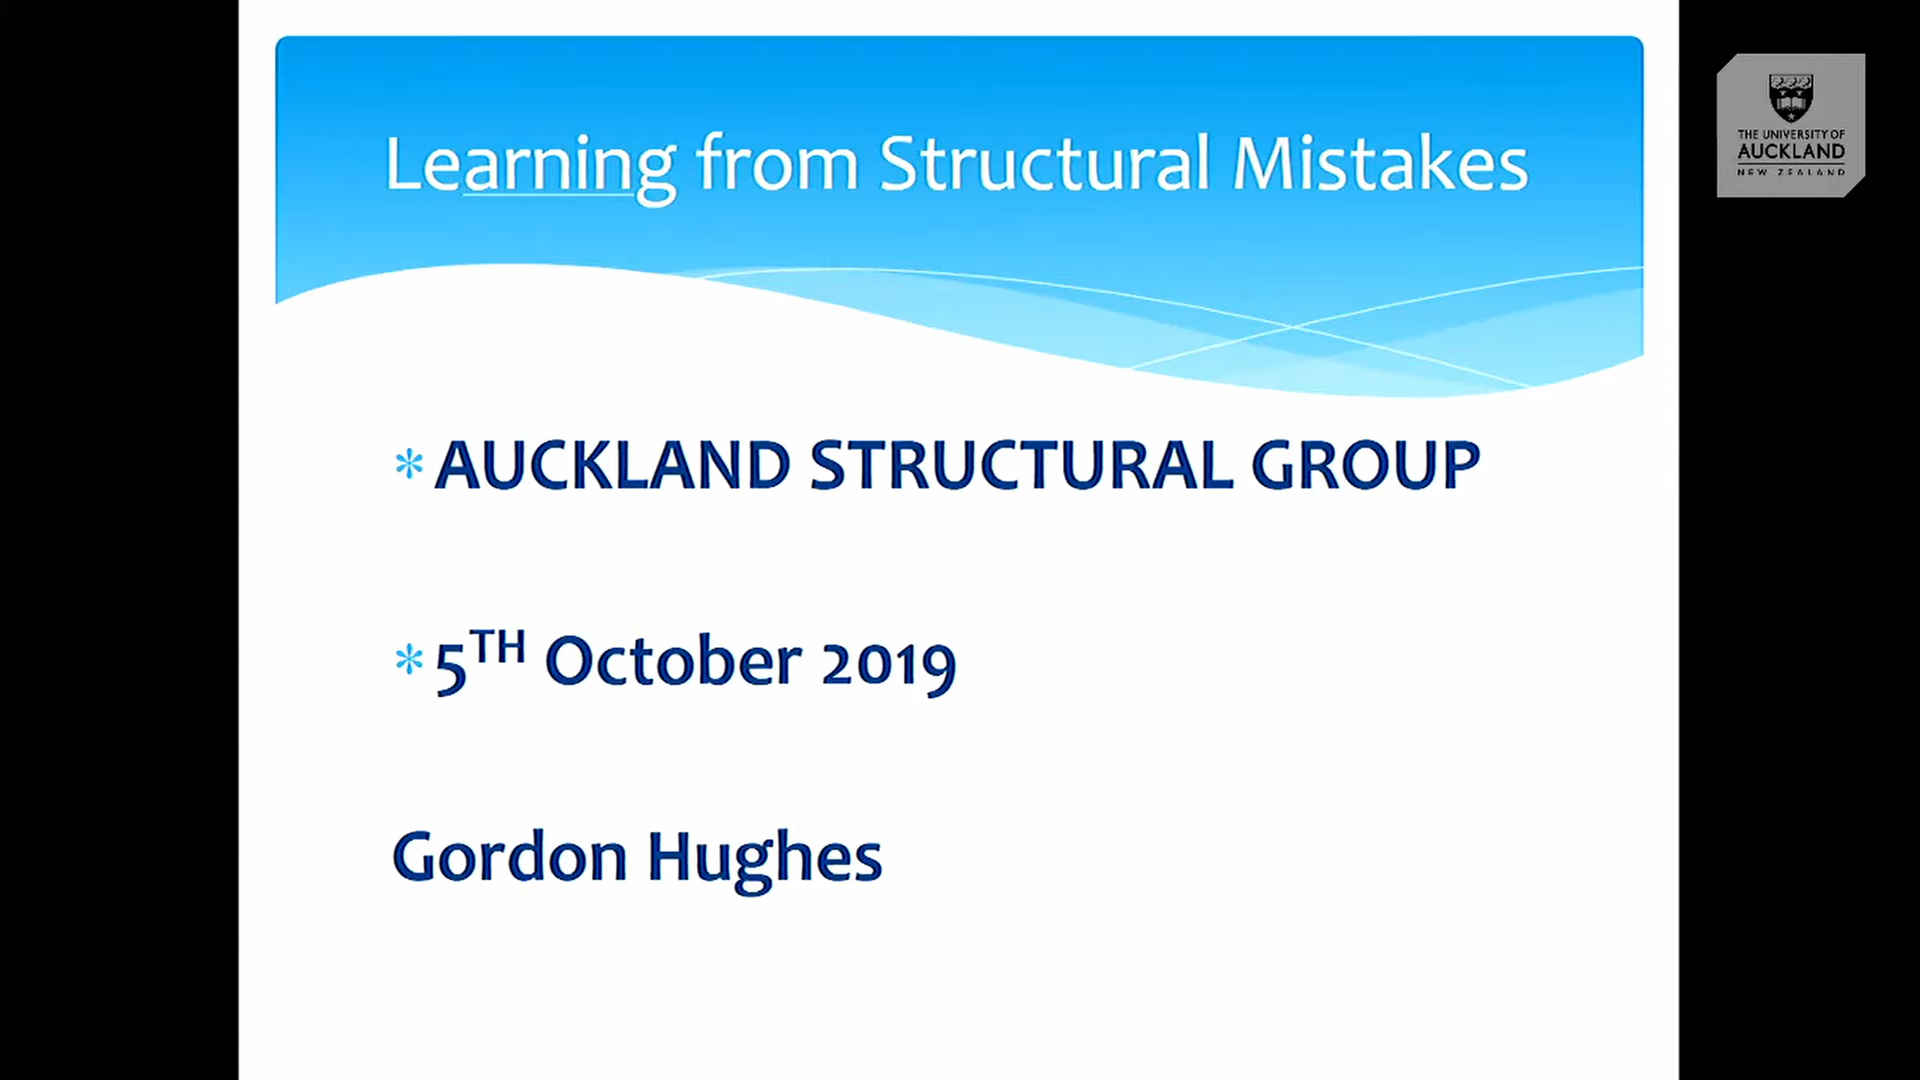 Learning from Structural Mistakes
* AUCKLAND STRUCTURAL GROUP
* 5TH October 2019
Gordon Hughes
THE UNIVERSITY OF
AUCKLAND
NEW ZEALAND